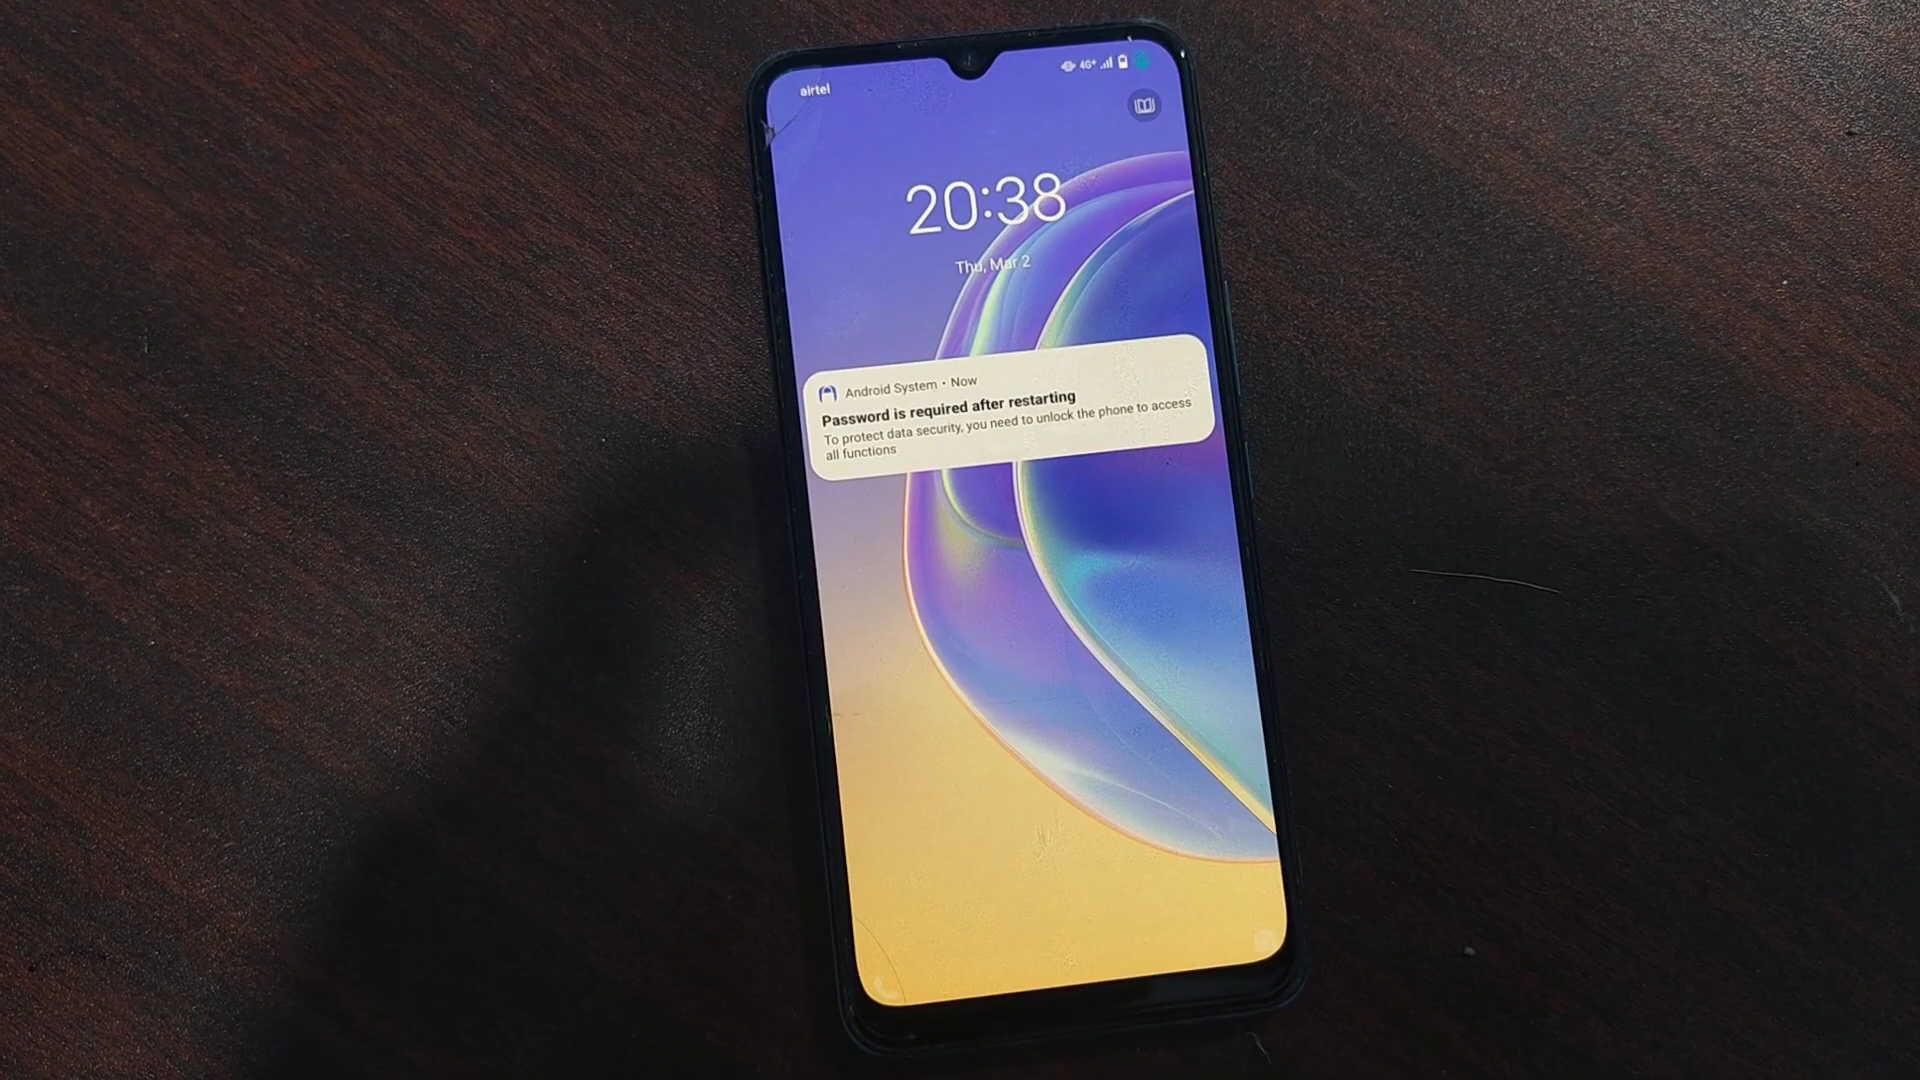 airtel
4G+
20:38
Thu, Mar 2
Android System • Now
Password is required after restarting
To protect data security, you need to unlock the phone to access
all functions